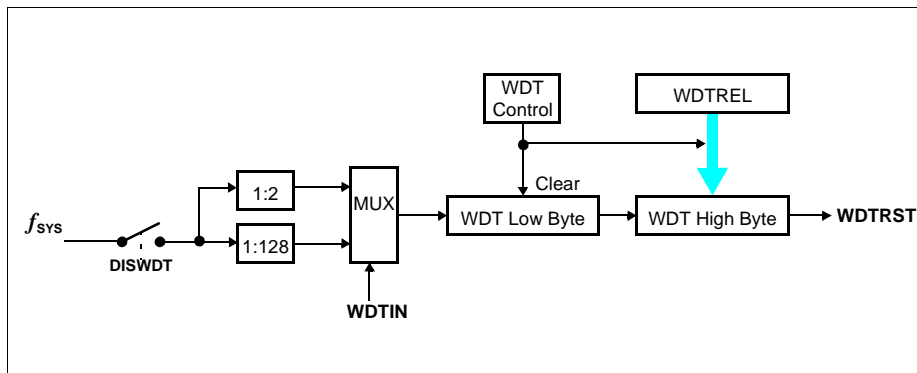 WDT
Control
WDTREL
Clear
1:2
MUX
WDT Low Byte
WDT High Byte
WDTRST
fSYS
1:128
DISWDT
WDTIN